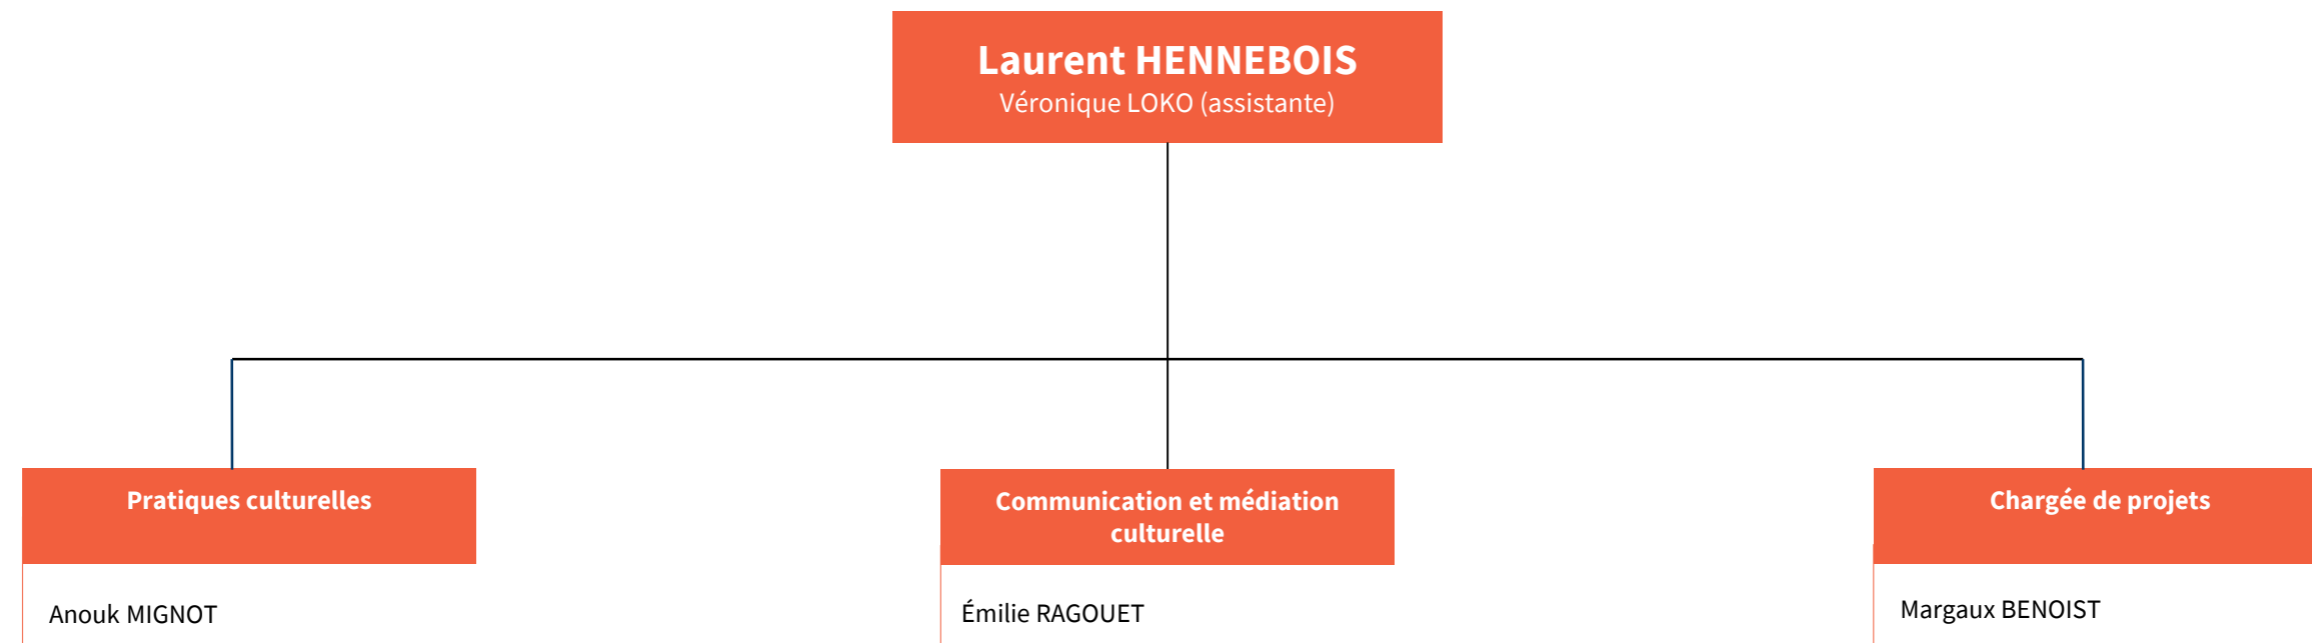 Laurent HENNEBOIS
Véronique LOKO (assistante)
Pratiques culturelles
Communication et médiation
culturelle
Chargée de projets
Anouk MIGNOT
Émilie RAGOUET
Margaux BENOIST